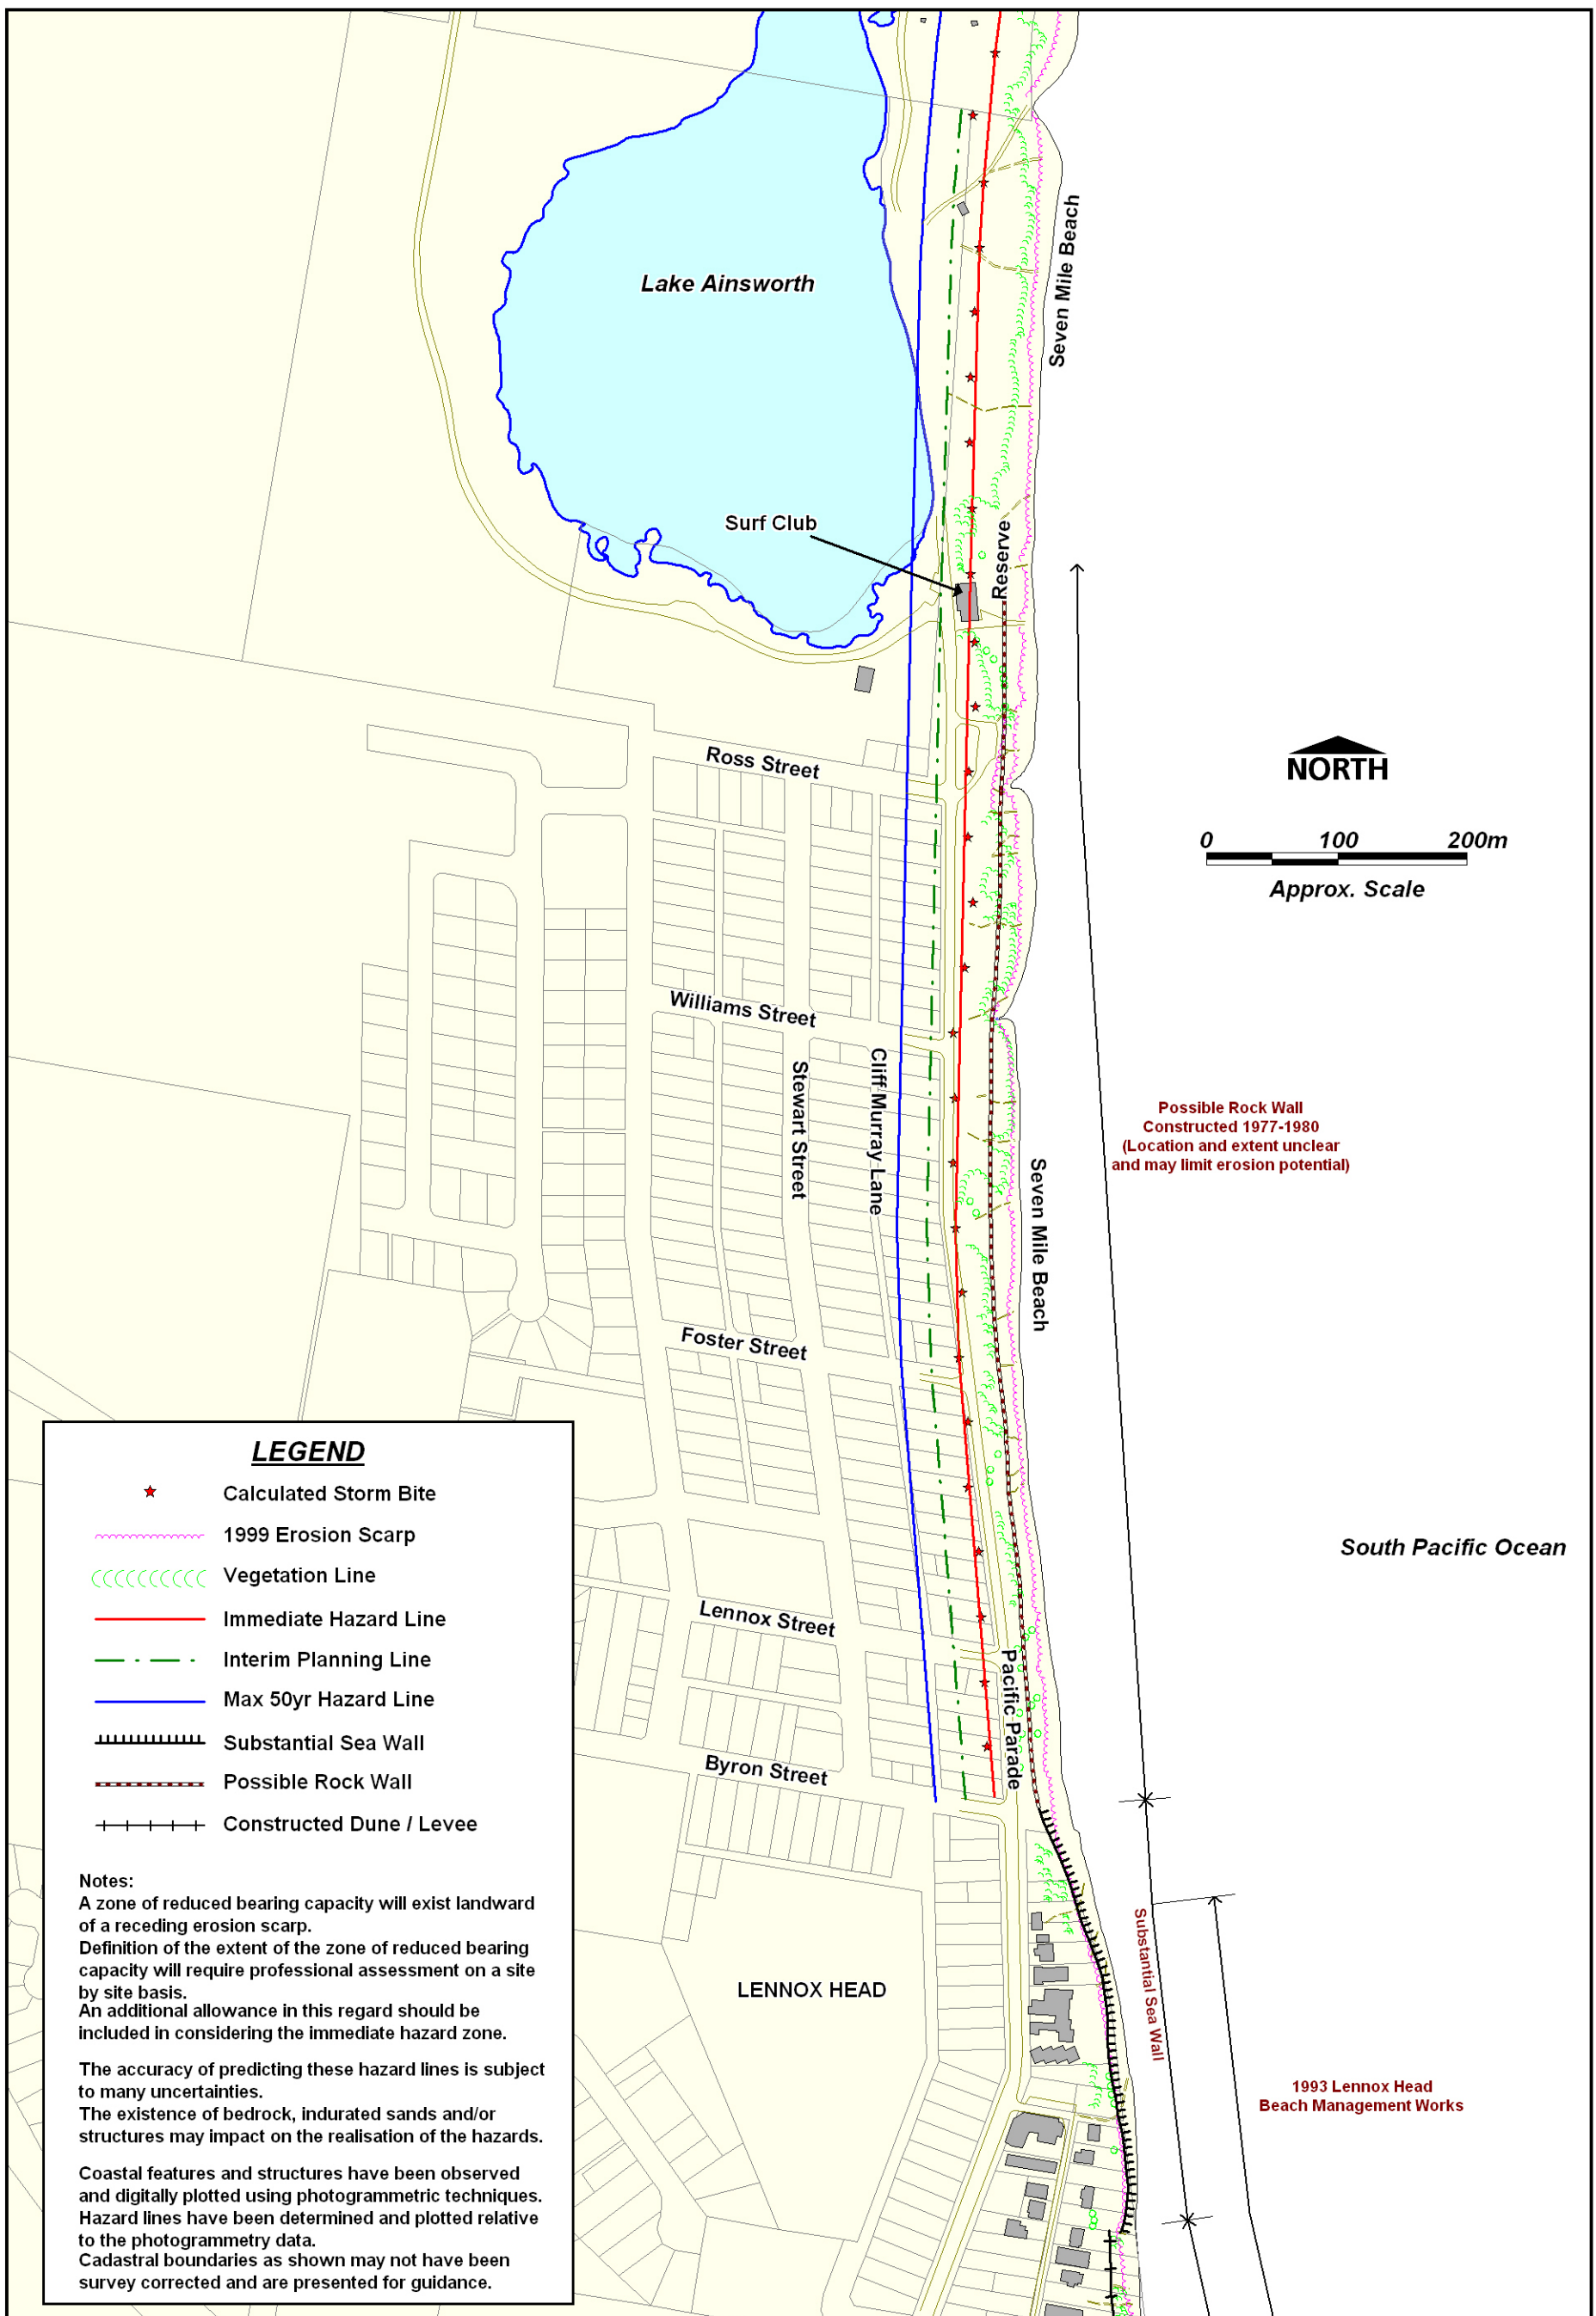 Lake Ainsworth
Seven Mile Beach
Surf Club
Reserve
NORTH
0 100 200m
Approx. Scale
Ross Street
Williams Street
Stewart Street
Cliff Murray Lane
Seven Mile Beach
Possible Rock Wall
Constructed 1977-1980
(Location and extent unclear
and may limit erosion potential)
Foster Street
South Pacific Ocean
Lennox Street
Pacific Parade
Byron Street
LENNOX HEAD
Substantial Sea Wall
1993 Lennox Head
Beach Management Works
LEGEND
Calculated Storm Bite
1999 Erosion Scarp
Vegetation Line
Immediate Hazard Line
Interim Planning Line
Max 50yr Hazard Line
Substantial Sea Wall
Possible Rock Wall
Constructed Dune / Levee
Notes:
A zone of reduced bearing capacity will exist landward
of a receding erosion scarp.
Definition of the extent of the zone of reduced bearing
capacity will require professional assessment on a site
by site basis.
An additional allowance in this regard should be
included in considering the immediate hazard zone.
The accuracy of predicting these hazard lines is subject
to many uncertainties.
The existence of bedrock, indurated sands and/or
structures may impact on the realisation of the hazards.
Coastal features and structures have been observed
and digitally plotted using photogrammetric techniques.
Hazard lines have been determined and plotted relative
to the photogrammetry data.
Cadastral boundaries as shown may not have been
survey corrected and are presented for guidance.